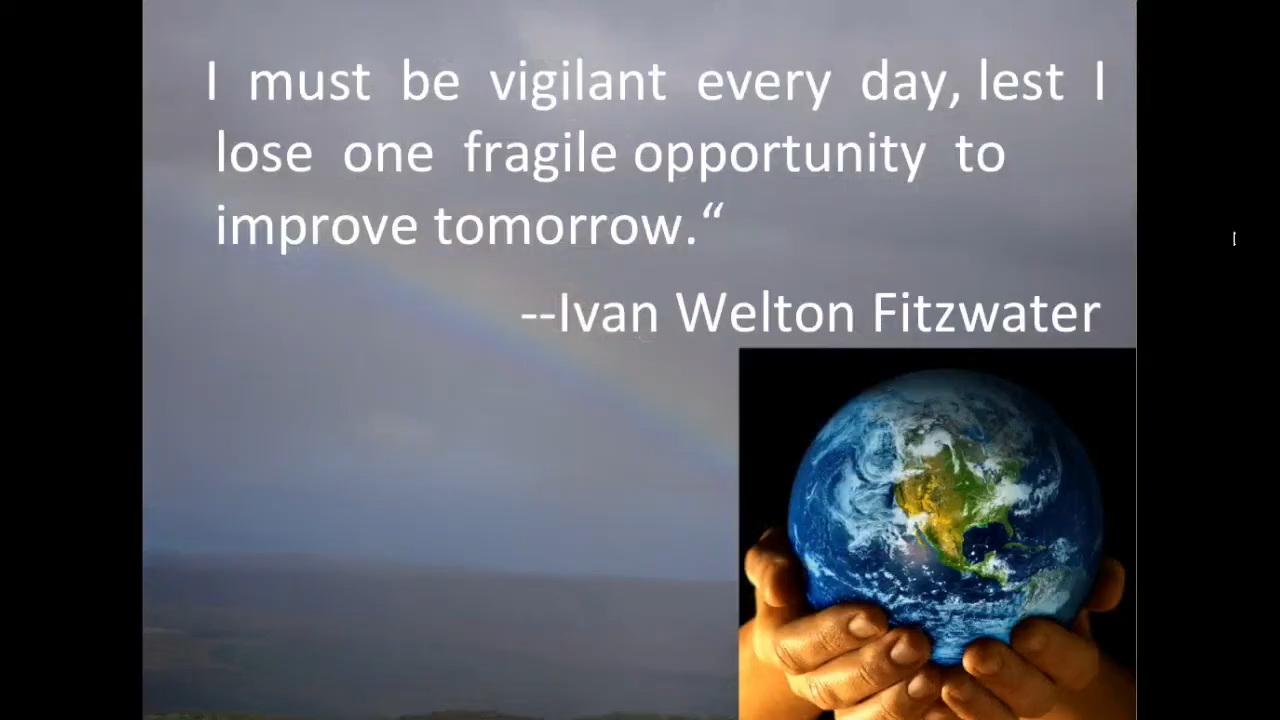 I must be vigilant every day, lest I
lose one fragile opportunity to
improve tomorrow.“
--Ivan Welton Fitzwater